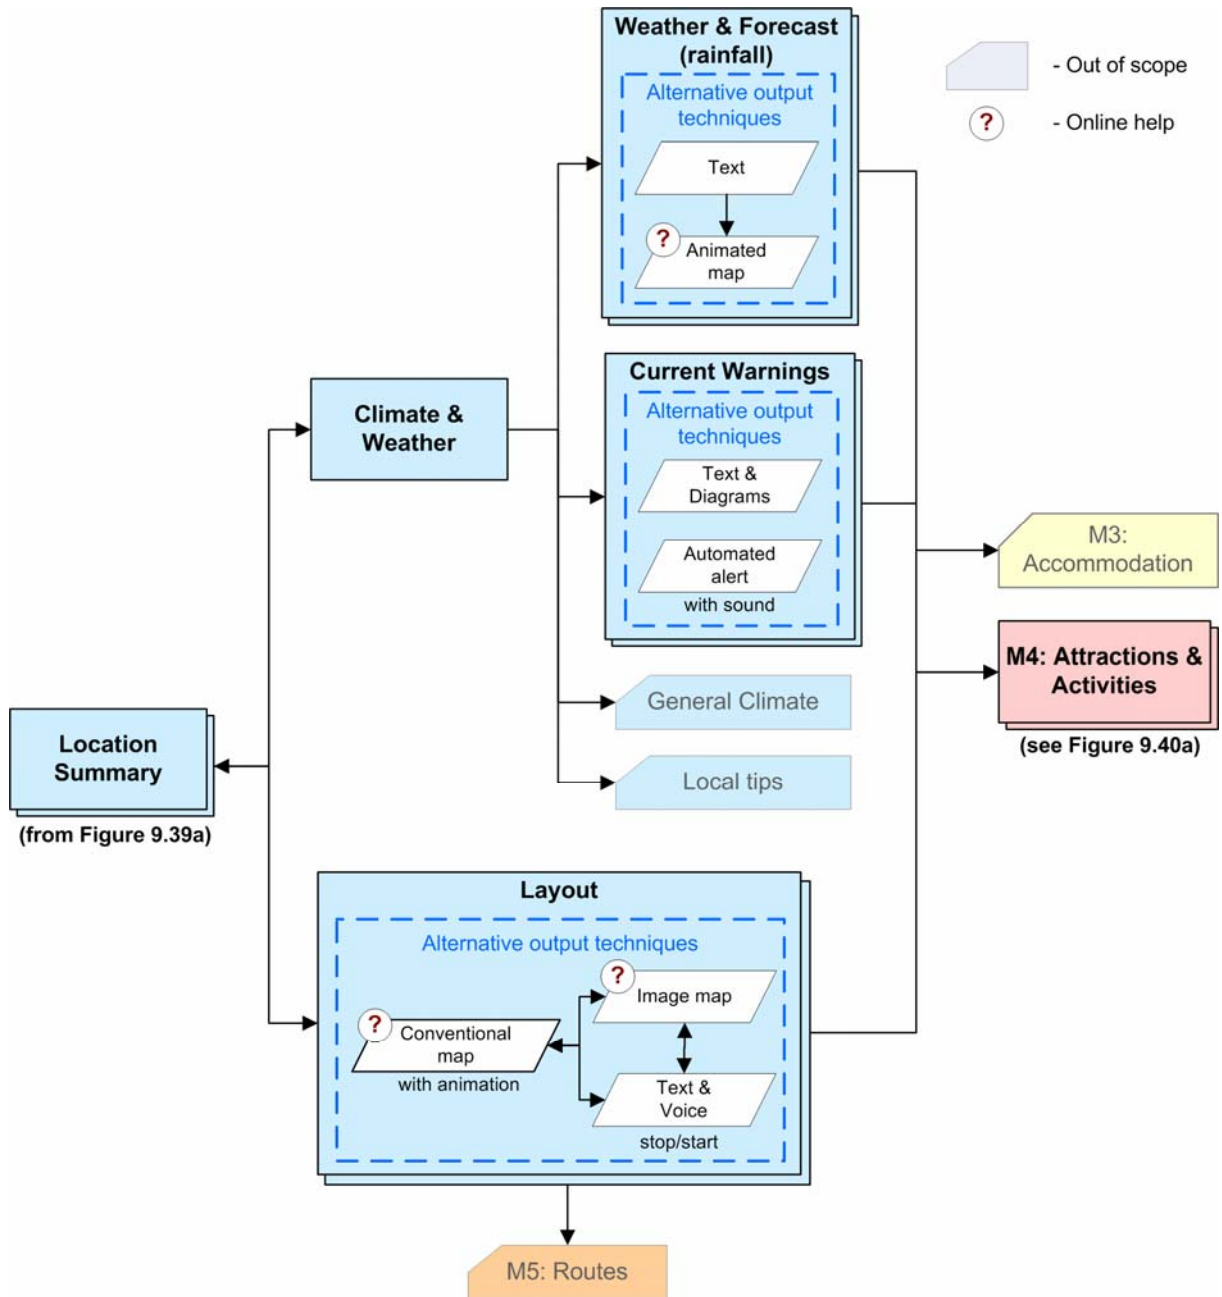 Weather & Forecast
(rainfall)
Alternative output
techniques
Text
?
Animated
map
- Out of scope
?
- Online help
Climate &
Weather
Current Warnings
Alternative output
techniques
Text &
Diagrams
Automated
alert
with sound
M3:
Accommodation
M4: Attractions &
Activities
(see Figure 9.40a)
General Climate
Local tips
Location
Summary
(from Figure 9.39a)
Layout
Alternative output techniques
?
Image map
?
Conventional
map
with animation
Text &
Voice
stop/start
M5: Routes